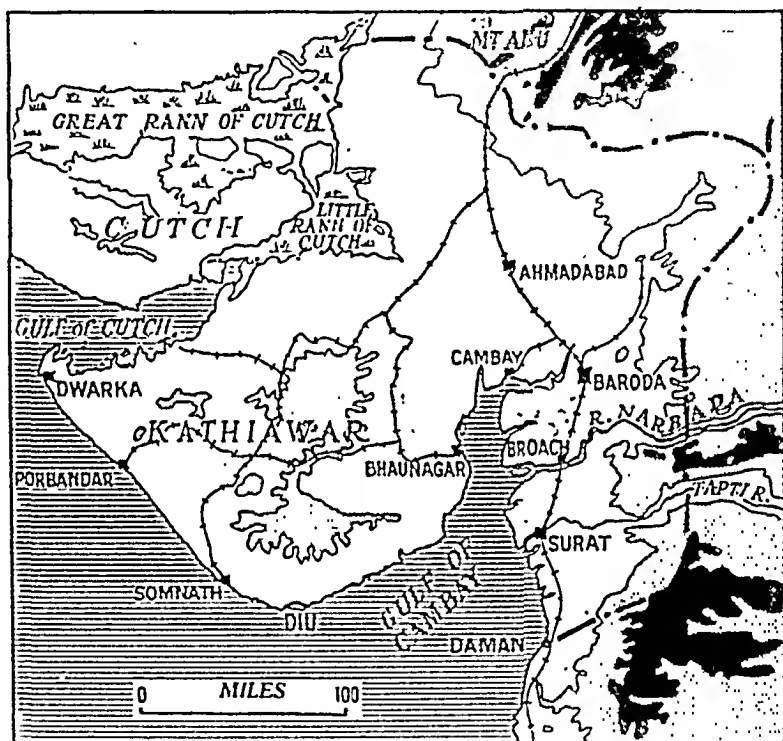 MT ABU
GREAT RANN OF CUTCH
CUTCH
LITTLE
RANN OF
CUTCH
AHMADABAD
GULF OF CUTCH
CAMBAY
DWARKA
BARODA
R. NARBADA
KATHIAWAR
BROACH
BHAUNAGAR
PORBANDAR
TAPTI R.
SURAT
SOMNATH
GULF OF
CAMBAY
DIU
DAMAN
0 MILES 100